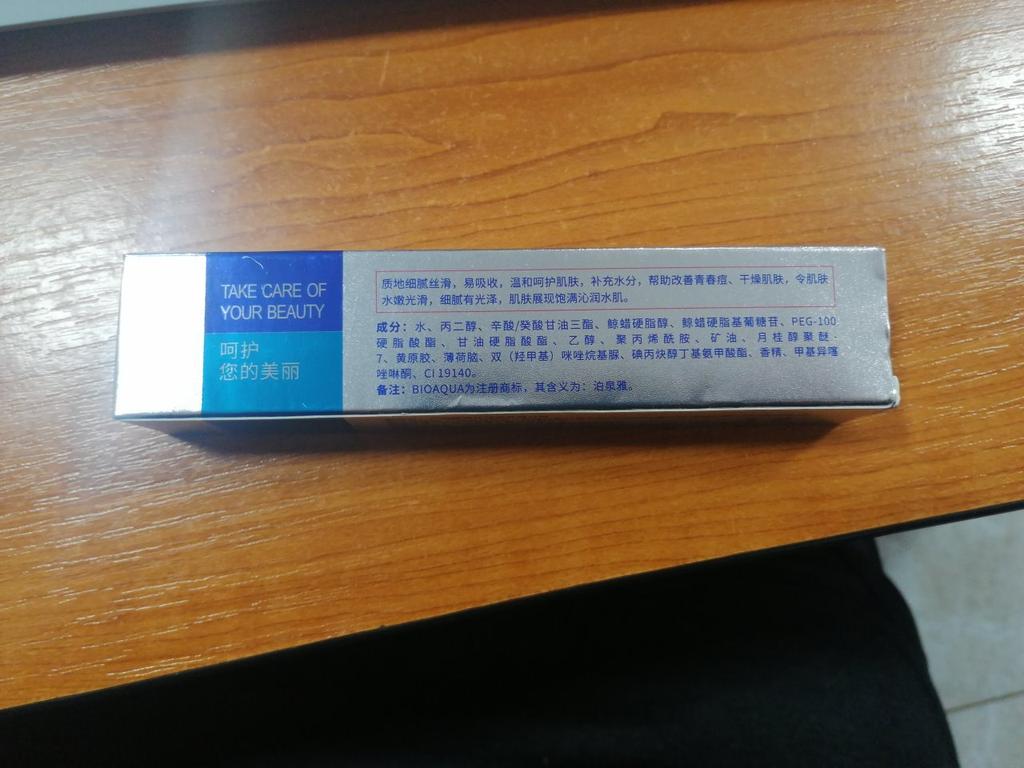 TAKE CARE OF
YOUR BEAUTY
呵护
您的美丽
质地细腻丝滑，易吸收，温和呵护肌肤，补充水分，帮助改善青春痘、干燥肌肤，令肌肤
水嫩光滑，细腻有光泽，肌肤展现饱满沁润水肌。
成分：水、丙二醇、辛酸/癸酸甘油三酯、鲸蜡硬脂醇、鲸蜡硬脂基葡糖苷、PEG-100
硬脂酸酯、甘油硬脂酸酯、乙醇、聚丙烯酰胺、矿油、月桂醇聚醚-
7、黄原胶、薄荷脑、双（羟甲基）咪唑烷基脲、碘丙炔醇丁基氨甲酸酯、香精、甲基异噻
唑啉酮、CI 19140。
备注：BIOAQUA为注册商标，其含义为：泊泉雅。